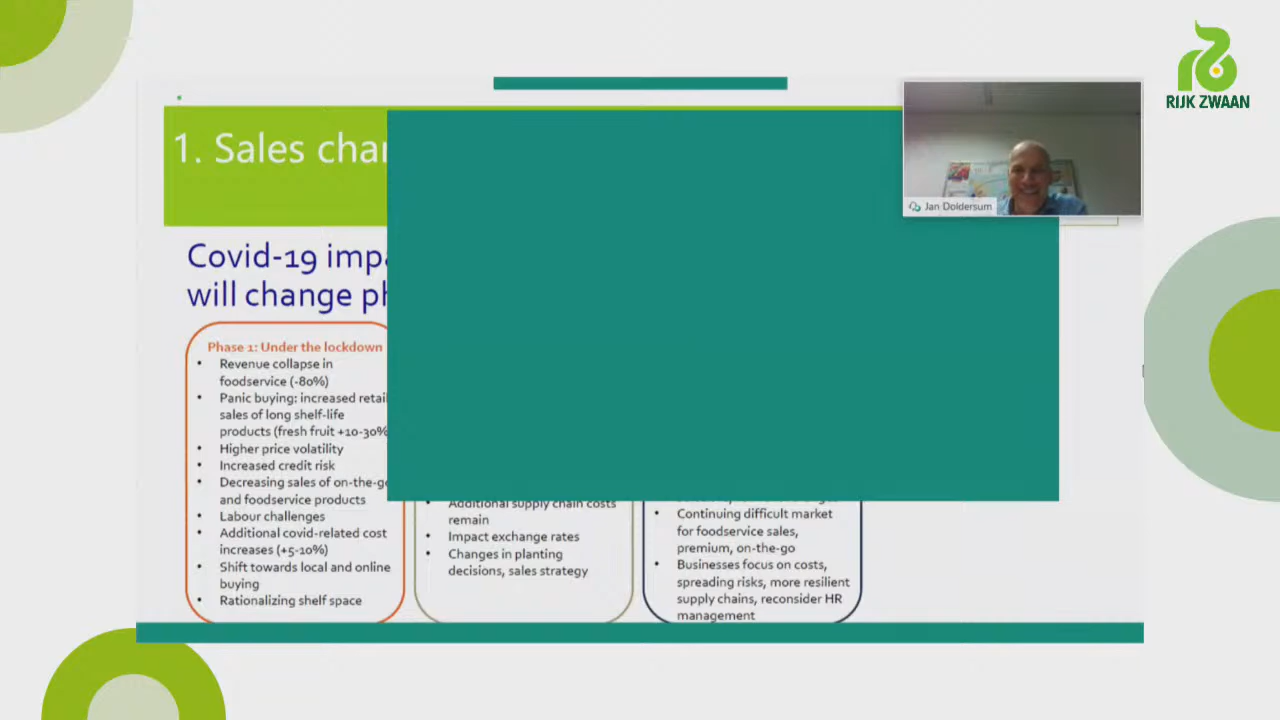 RIJK ZWAAN
1. Sales
Jan Doldersum
Covid-19
will change
Phase 1: Under the lockdown
• Revenue collapse in
foodservice (-80%)
• Panic buying: increased retail
sales of long shelf-life
products (fresh fruit +10-30%
• Higher price volatility
• Increased credit risk
• Decreasing sales of on-the-go
and foodservice products
• Labour challenges
• Additional covid-related cost
increases (+5-10%)
• Shift towards local and online
buying
• Rationalizing shelf space
• Additional supply chain costs
remain
• Impact exchange rates
• Changes in planting
decisions, sales strategy
• Continuing difficult market
for foodservice sales,
premium, on-the-go
• Businesses focus on costs,
spreading risks, more resilient
supply chains, reconsider HR
management